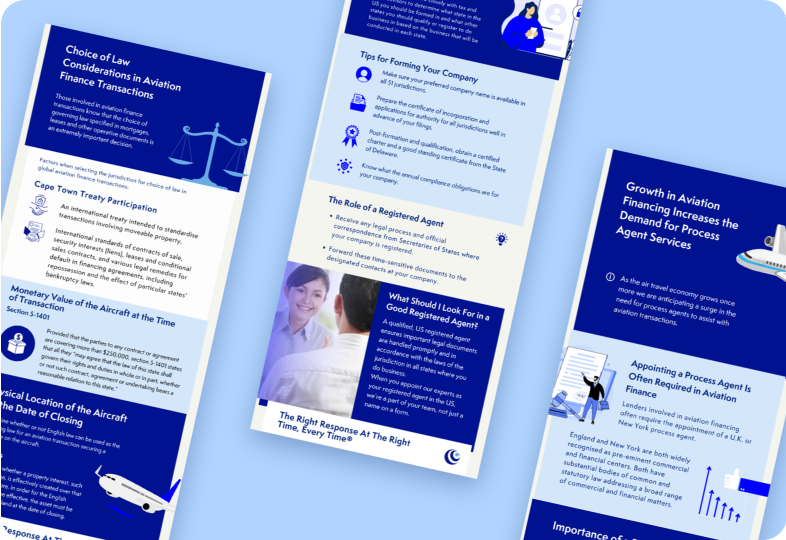 Choice of Law
Considerations in Aviation
Finance Transactions
Those involved in aviation finance
transactions know that the choice of
governing law specified in mortgages,
leases and other operative documents is
an extremely important decision.
Factors when selecting the jurisdiction for choice of law in
global aviation finance transactions:
Cape Town Treaty Participation
An international treaty intended to standardise
transactions involving moveable property.
International standards of contracts of sale,
security interests (liens), leases and conditional
sales contracts, and various legal remedies for
default in financing agreements, including
repossession and the effect of particular states'
bankruptcy laws.
Monetary Value of the Aircraft at the Time
of Transaction
Section 5-1401
Provided that the parties to any contract or agreement
are covering more than $250,000, section 5-1401 states
that all they "may agree that the law of this state shall
govern their rights and duties in whole or in part, whether
or not such contract, agreement or undertaking bears a
reasonable relation to this state."
ysical Location of the Aircraft
the Date of Closing
ne whether or not English law can be used as the
ing law for an aviation transaction securing a
on the aircraft.
whether a property interest, such
e, is effectively created over that
ore, in order for the English
e effective, the asset must be
and at the time of closing.
Response At T
closely with tax and
US you should be formed in and what other
states you should qualify or register to do
business in based on the business that will be
conducted in each state.
Tips for Forming Your Company
Make sure your preferred company name is available in
all 51 jurisdictions.
Prepare the certificate of incorporation and
applications for authority for all jurisdictions well in
advance of your filings.
Post-formation and qualification, obtain a certified
charter and a good standing certificate from the State
of Delaware.
Know what the annual compliance obligations are for
your company.
The Role of a Registered Agent
• Receive any legal process and official
correspondence from Secretaries of States where
your company is registered.
• Forward these time-sensitive documents to the
designated contacts at your company.
What Should I Look For in a
Good Registered Agent?
A qualified, US registered agent
ensures important legal documents
are handled promptly and in
accordance with the laws of the
jurisdiction in all states where you
do business.
When you appoint our experts as
your registered agent in the US,
we're a part of your team, not just a
name on a form.
The Right Response At The Right
Time, Every Time®
Growth in Aviation
Financing Increases the
Demand for Process
Agent Services
As the air travel economy grows once
more we are anticipating a surge in the
need for process agents to assist with
aviation transactions.
Appointing a Process Agent Is
Often Required in Aviation
Finance
Lenders involved in aviation financing
often require the appointment of a U.K. or
New York process agent.
England and New York are both widely
recognised as pre-eminent commercial
and financial centers. Both have
substantial bodies of common and
statutory law addressing a broad range
of commercial and financial matters.
Importance of a